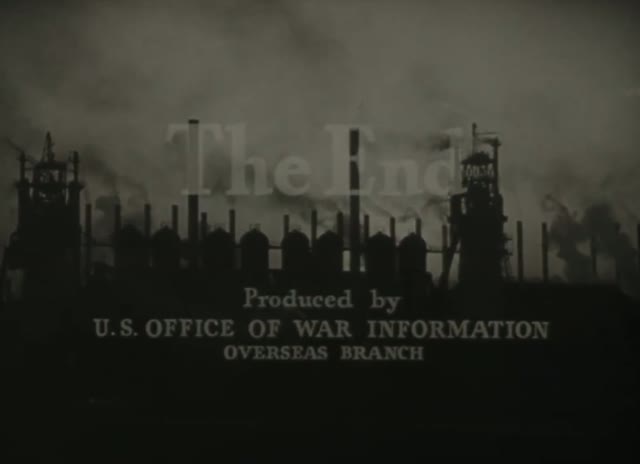 The End
Produced by
U.S. OFFICE OF WAR INFORMATION
OVERSEAS BRANCH